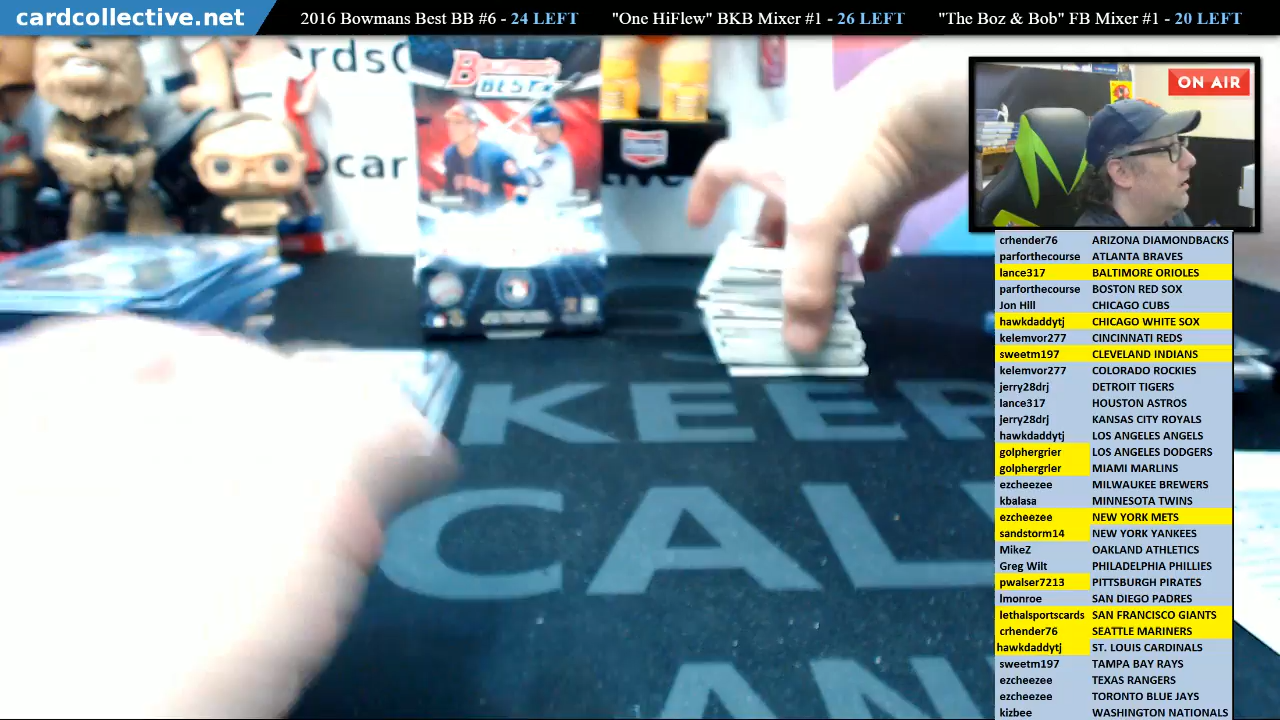 cardcollective.net
2016 Bowmans Best BB #6 - 24 LEFT "One HiFlew" BKB Mixer #1 - 26 LEFT "The Boz & Bob" FB Mixer #1 - 20 LEFT
ON AIR
BEST
KEEP
CAL
AN
crhender76 ARIZONA DIAMONDBACKS
parforthecourse ATLANTA BRAVES
lance317 BALTIMORE ORIOLES
parforthecourse BOSTON RED SOX
Jon Hill CHICAGO CUBS
hawkdaddytj CHICAGO WHITE SOX
kelemvor277 CINCINNATI REDS
sweetm197 CLEVELAND INDIANS
kelemvor277 COLORADO ROCKIES
jerry28drj DETROIT TIGERS
lance317 HOUSTON ASTROS
jerry28drj KANSAS CITY ROYALS
hawkdaddytj LOS ANGELES ANGELS
golphergrier LOS ANGELES DODGERS
golphergrier MIAMI MARLINS
ezcheezee MILWAUKEE BREWERS
kbalasa MINNESOTA TWINS
ezcheezee NEW YORK METS
sandstorm14 NEW YORK YANKEES
MikeZ OAKLAND ATHLETICS
Greg Wilt PHILADELPHIA PHILLIES
pwalser7213 PITTSBURGH PIRATES
lmonroe SAN DIEGO PADRES
lethalsportscards SAN FRANCISCO GIANTS
crhender76 SEATTLE MARINERS
hawkdaddytj ST. LOUIS CARDINALS
sweetm197 TAMPA BAY RAYS
ezcheezee TEXAS RANGERS
ezcheezee TORONTO BLUE JAYS
kizbee WASHINGTON NATIONALS